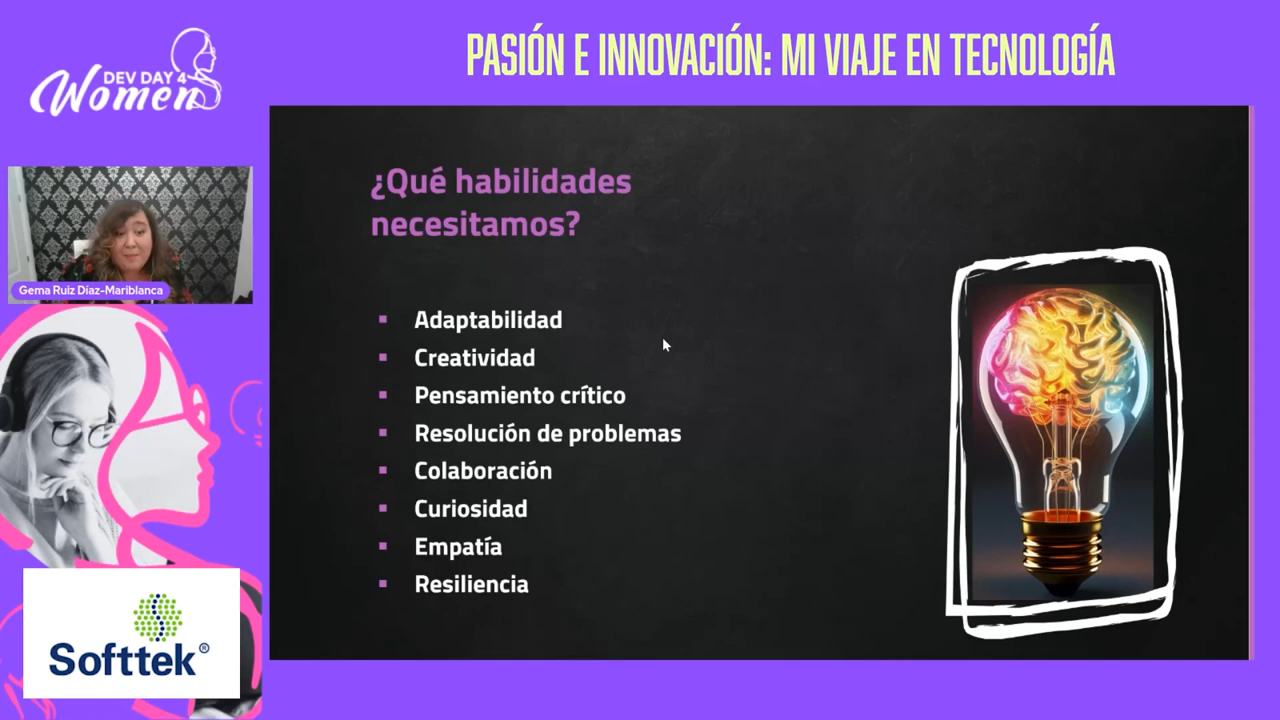 DEV DAY 4
Women
PASIÓN E INNOVACIÓN: MI VIAJE EN TECNOLOGÍA
Gema Ruiz Díaz-Mariblanca
¿Qué habilidades
necesitamos?
▪ Adaptabilidad
▪ Creatividad
▪ Pensamiento crítico
▪ Resolución de problemas
▪ Colaboración
▪ Curiosidad
▪ Empatía
▪ Resiliencia
Softtek®